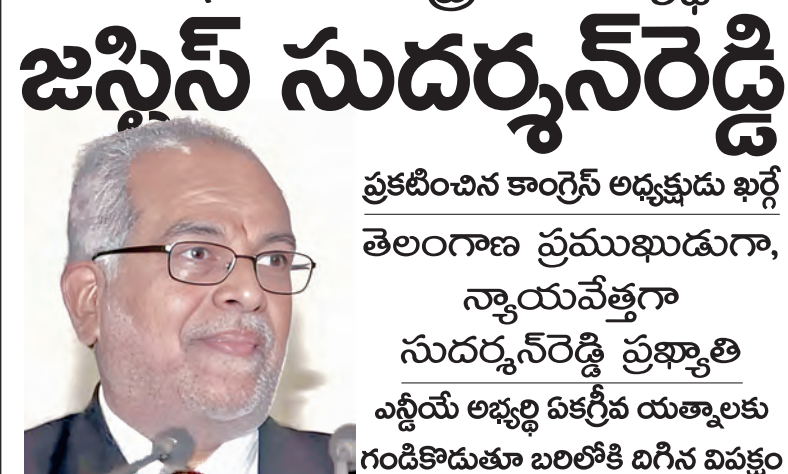 జస్టిస్ సుదర్శన్‌రెడ్డి
ప్రకటించిన కాంగ్రెస్ అధ్యక్షుడు ఖర్గే
తెలంగాణ ప్రముఖుడుగా,
న్యాయవేత్తగా
సుదర్శన్‌రెడ్డి ప్రఖ్యాతి
ఎన్డీయే అభ్యర్థి ఏకగ్రీవ యత్నాలకు
గండికొడుతూ బరిలోకి దిగిన విపక్షం